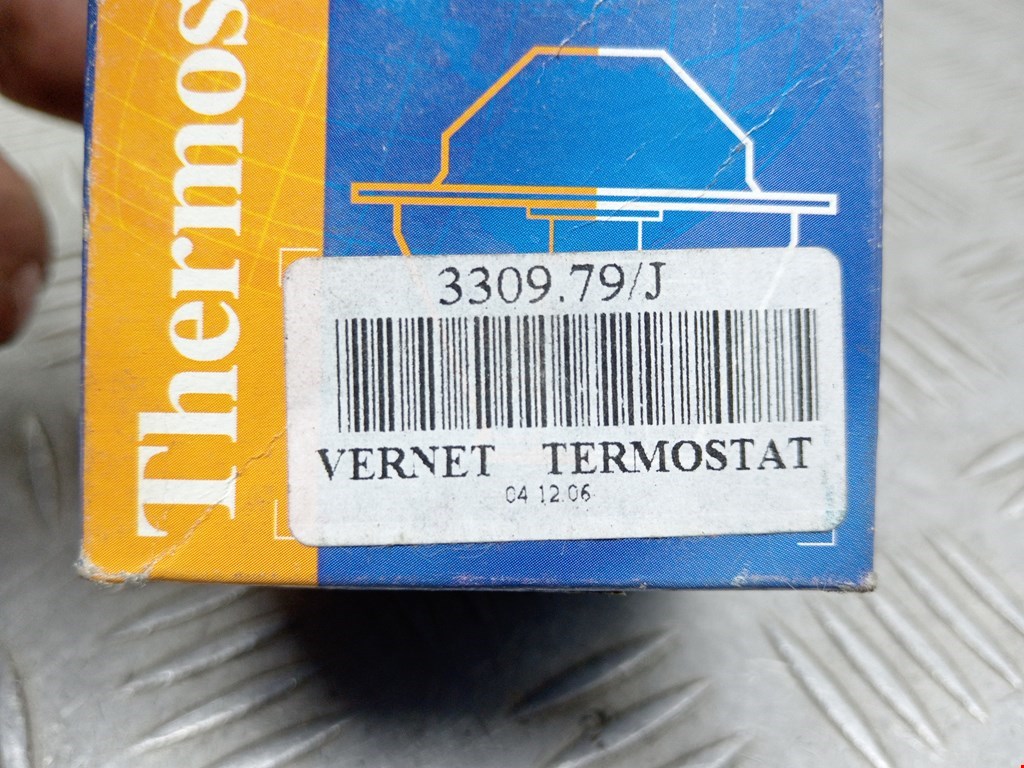 Thermos
3309.79/J
VERNET TERMOSTAT
04 12.06